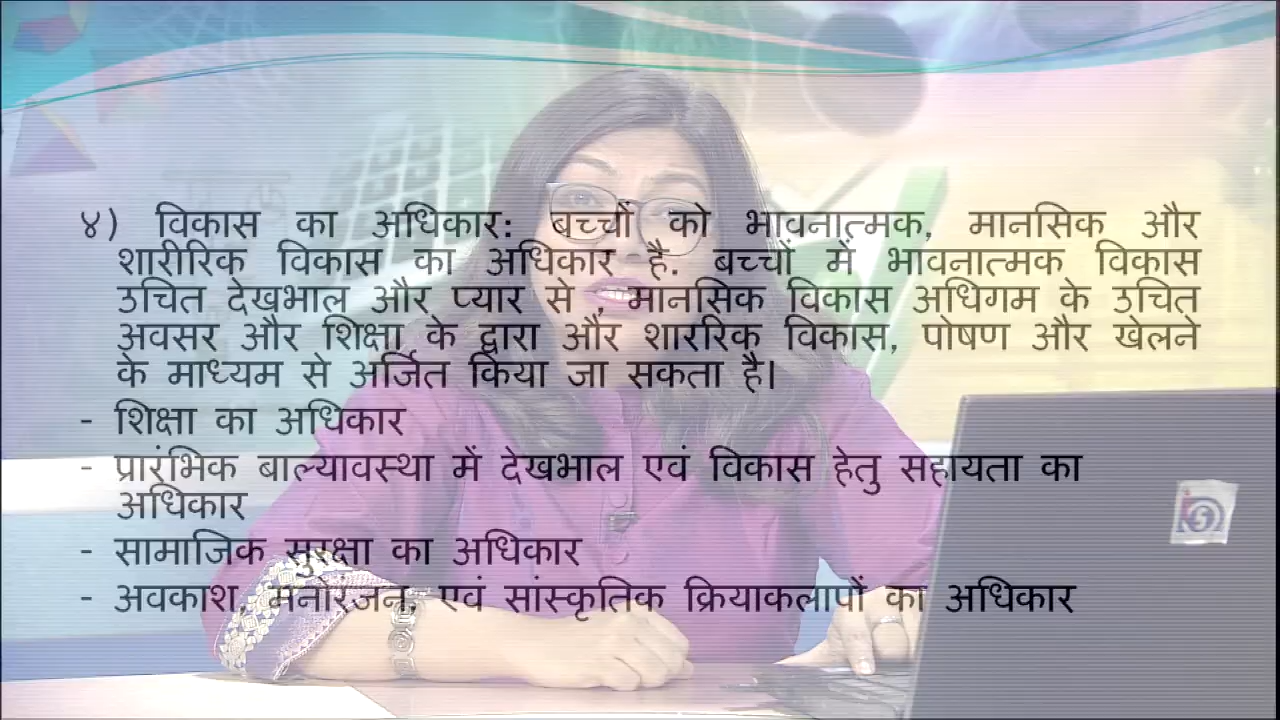 ४) विकास का अधिकार: बच्चों को भावनात्मक, मानसिक और
शारीरिक विकास का अधिकार है. बच्चों में भावनात्मक विकास
उचित देखभाल और प्यार से , मानसिक विकास अधिगम के उचित
अवसर और शिक्षा के द्वारा और शाररिक विकास, पोषण और खेलने
के माध्यम से अर्जित किया जा सकता है।
- शिक्षा का अधिकार
- प्रारंभिक बाल्यावस्था में देखभाल एवं विकास हेतु सहायता का
अधिकार
- सामाजिक सुरक्षा का अधिकार
- अवकाश, मनोरंजन, एवं सांस्कृतिक क्रियाकलापों का अधिकार